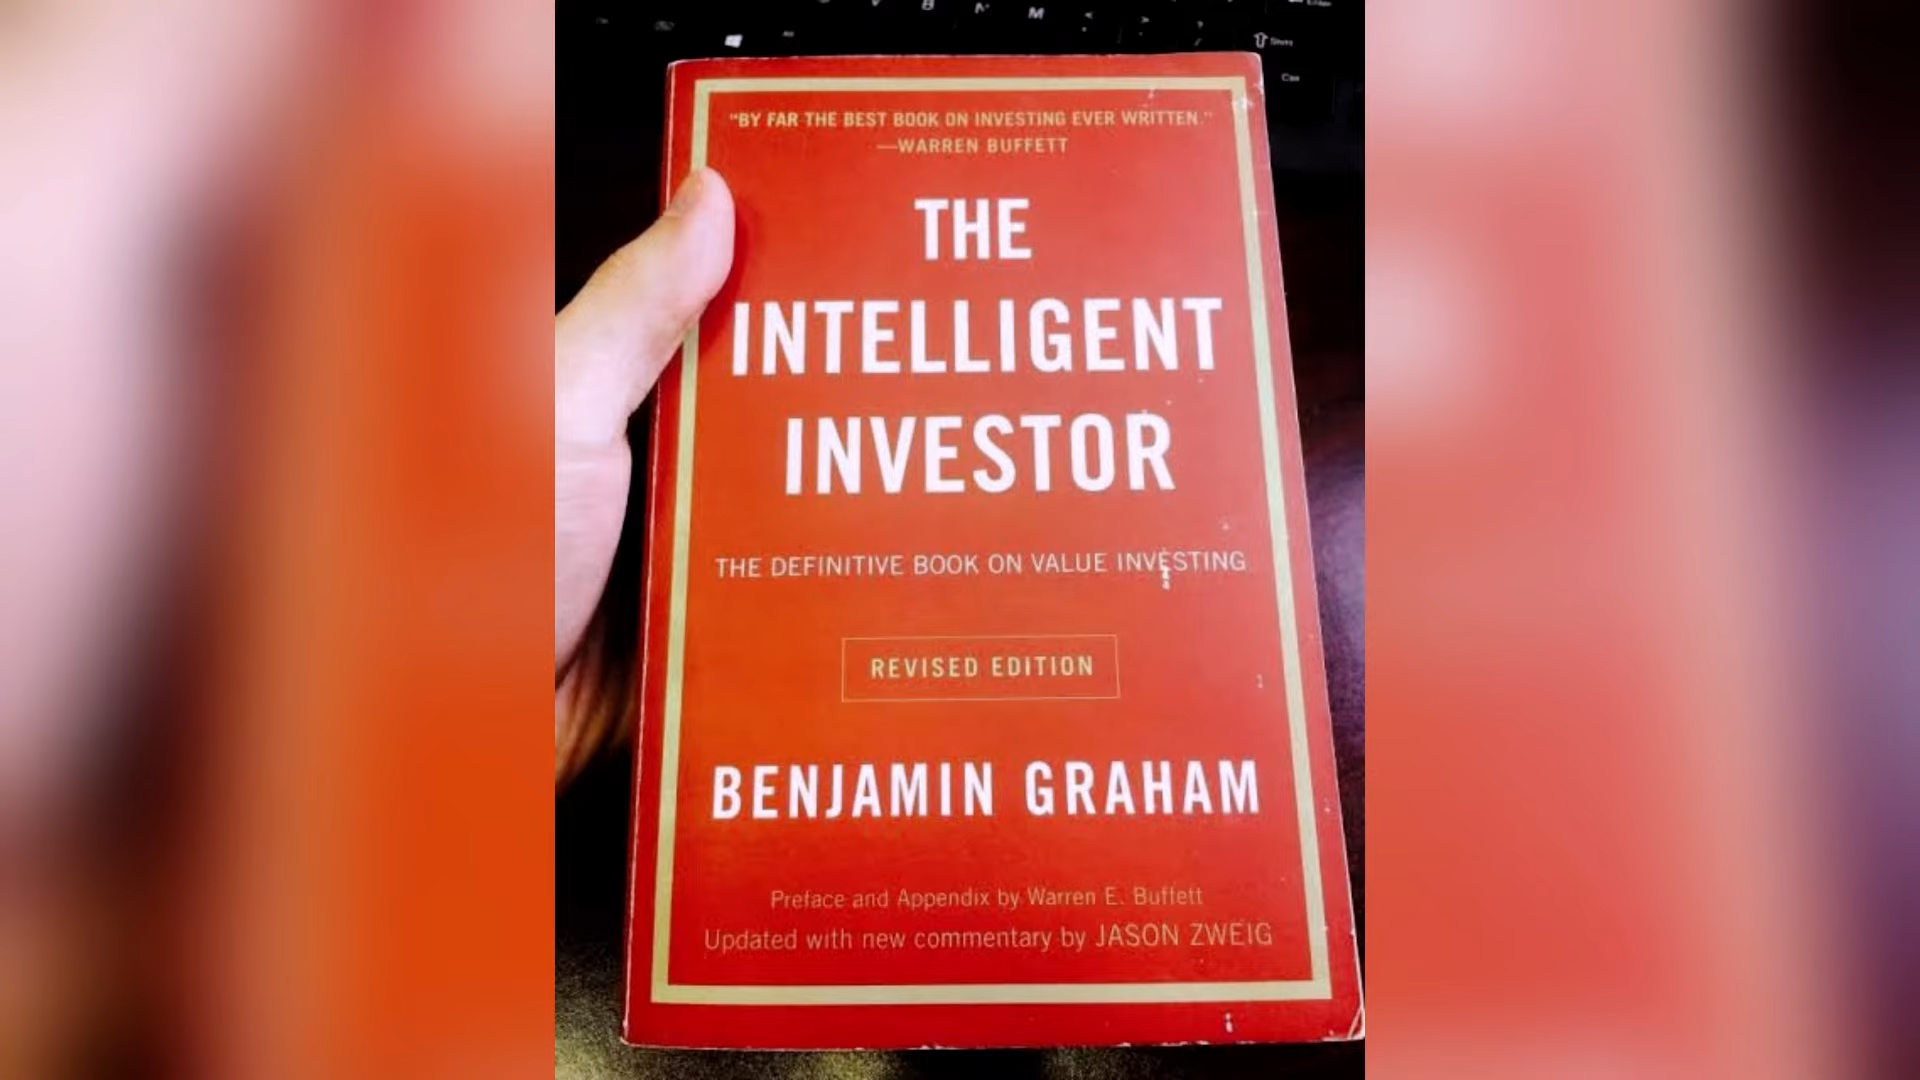 V B N M < > ?
Shift
"BY FAR THE BEST BOOK ON INVESTING EVER WRITTEN."
—WARREN BUFFETT
THE
INTELLIGENT
INVESTOR
THE DEFINITIVE BOOK ON VALUE INVESTING
REVISED EDITION
BENJAMIN GRAHAM
Preface and Appendix by Warren E. Buffett
Updated with new commentary by JASON ZWEIG